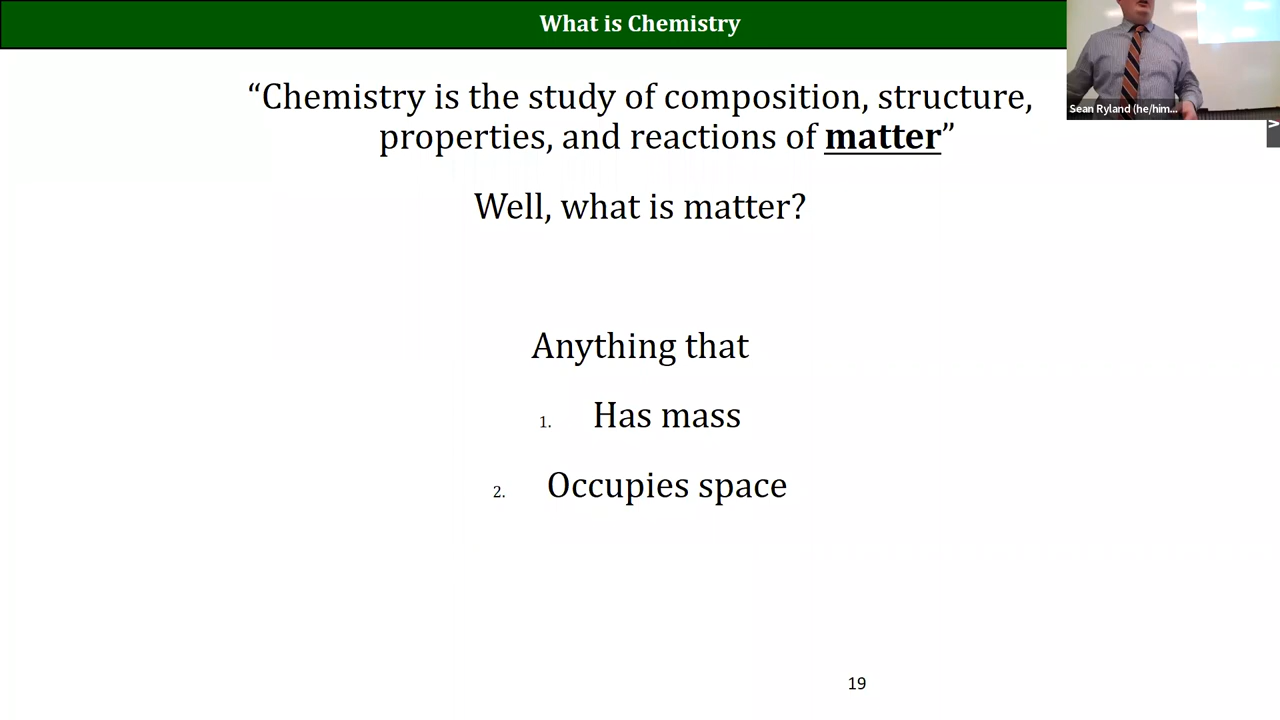 What is Chemistry
“Chemistry is the study of composition, structure,
properties, and reactions of matter”
Well, what is matter?
Anything that
1. Has mass
2. Occupies space
19
Sean Ryland (he/him...